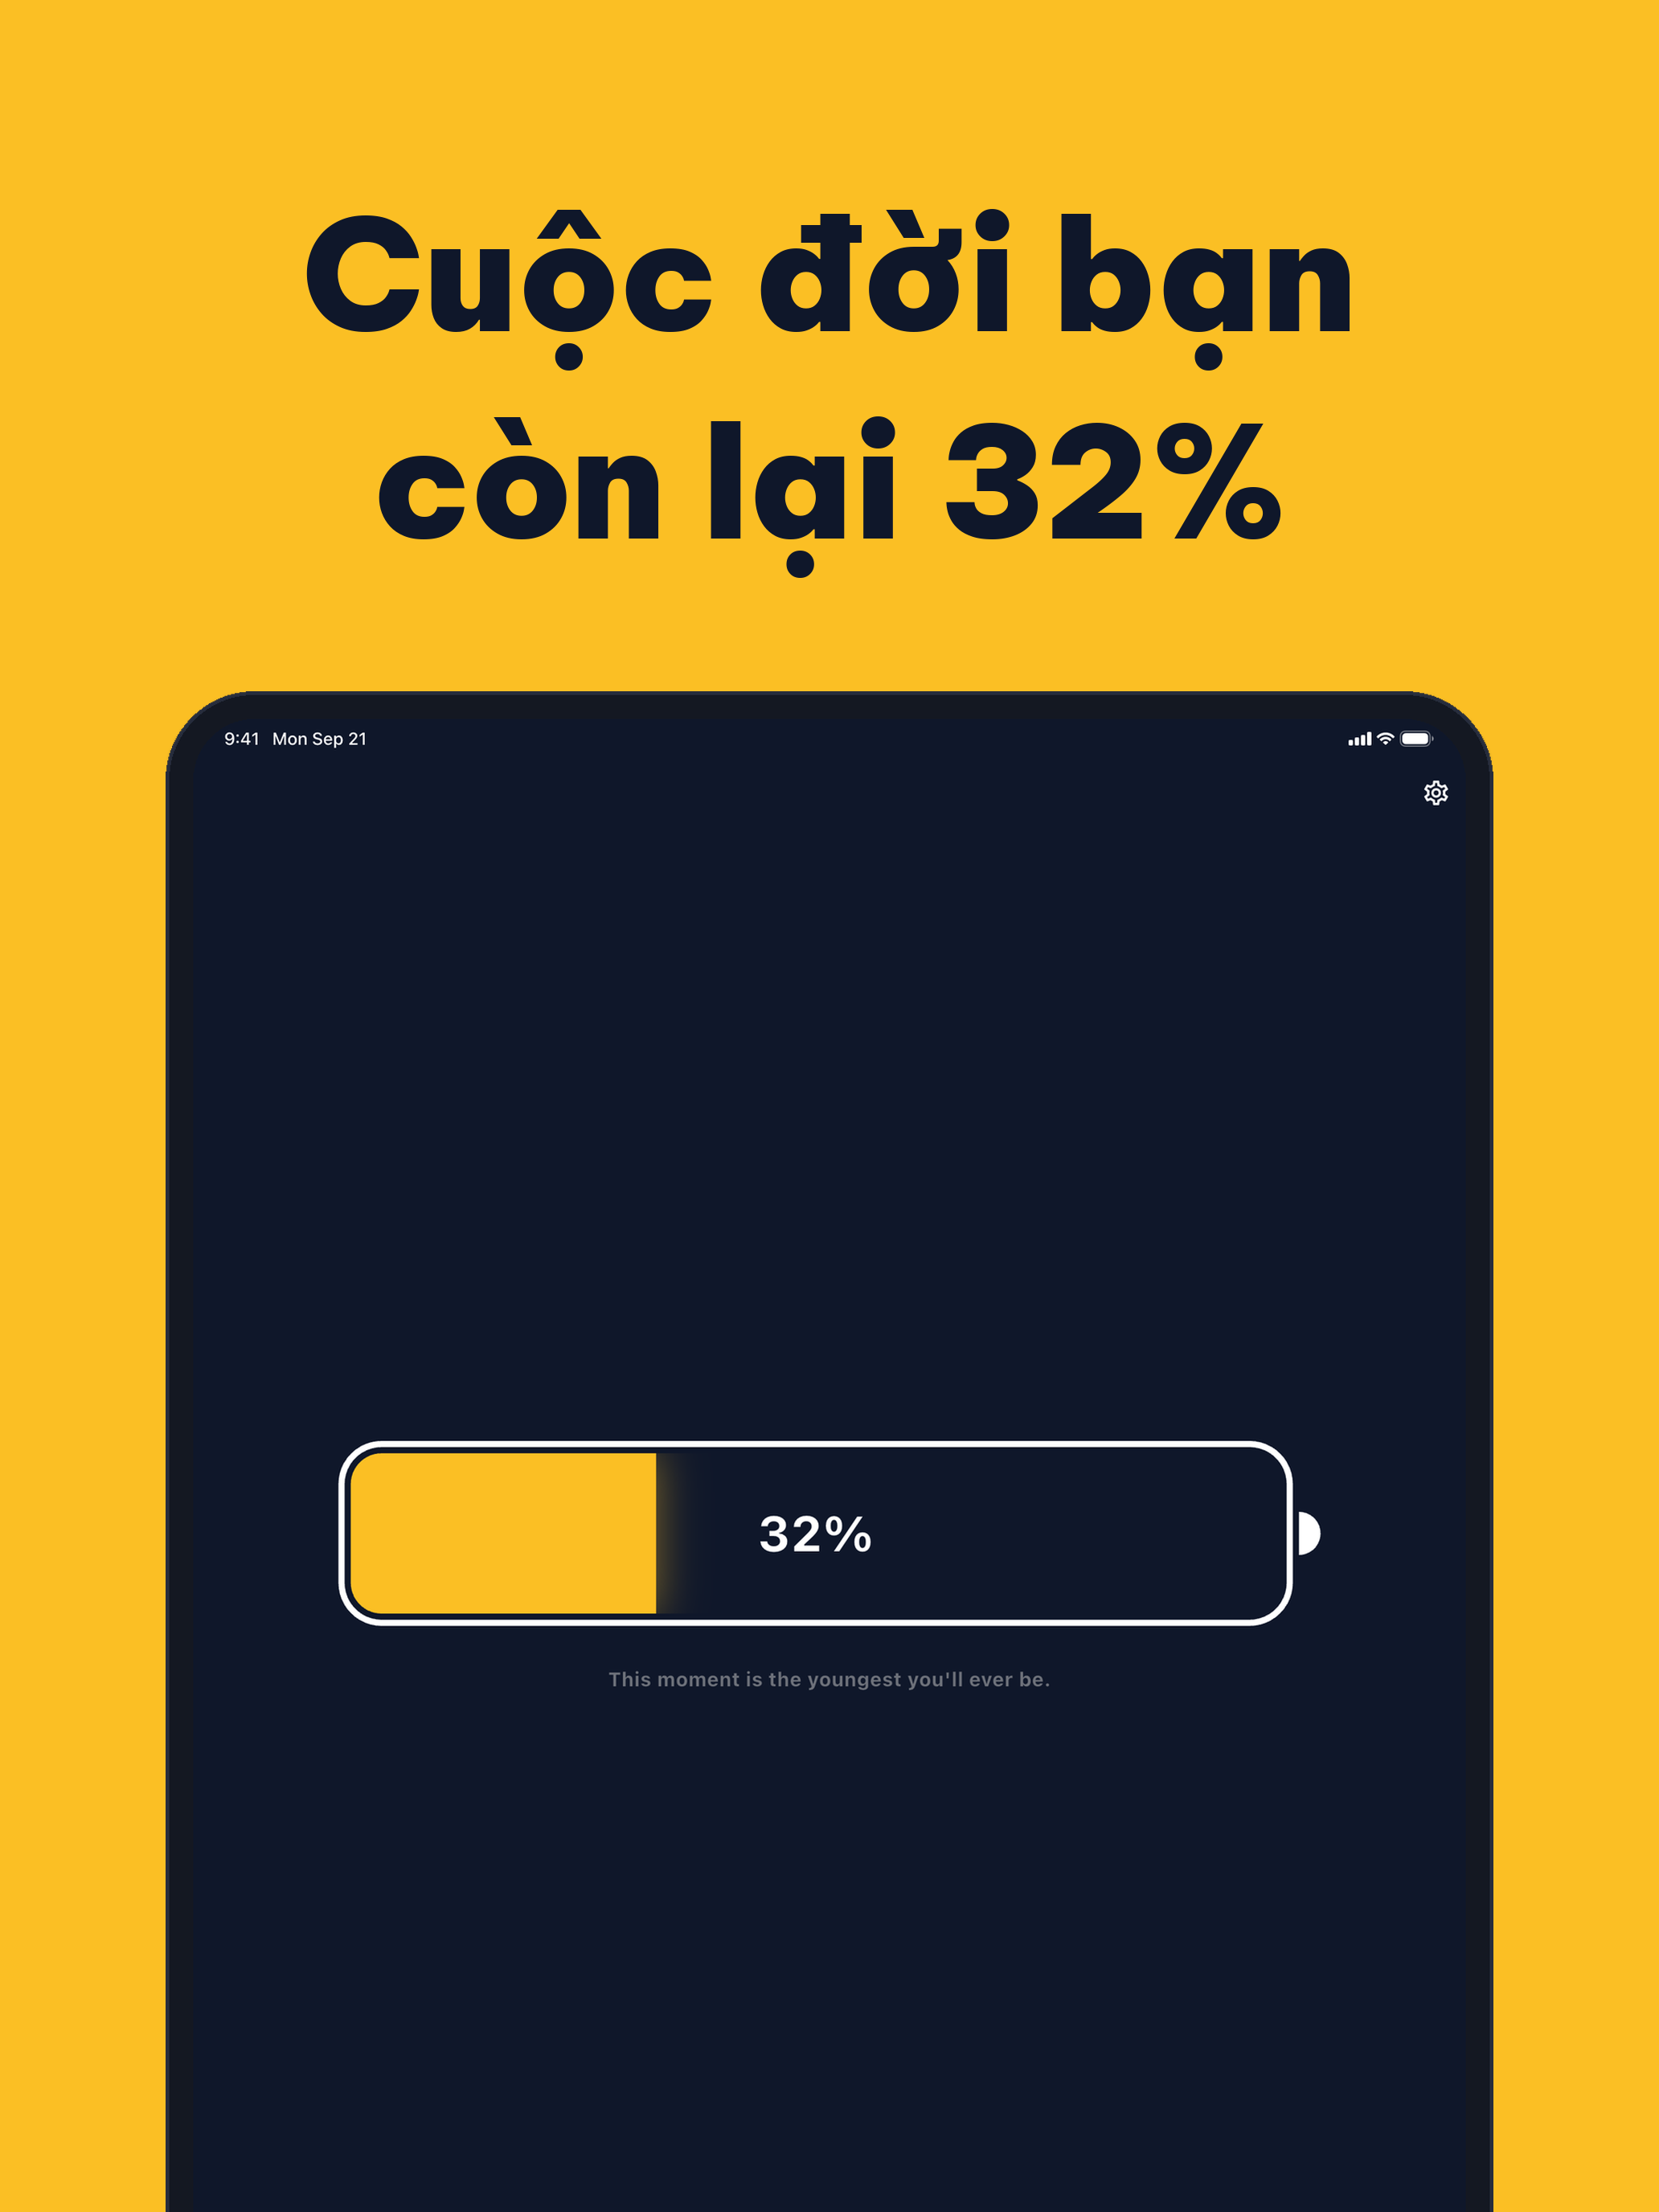 Cuộc đời bạn
còn lại 32%
9:41 Mon Sep 21
32%
This moment is the youngest you'll ever be.